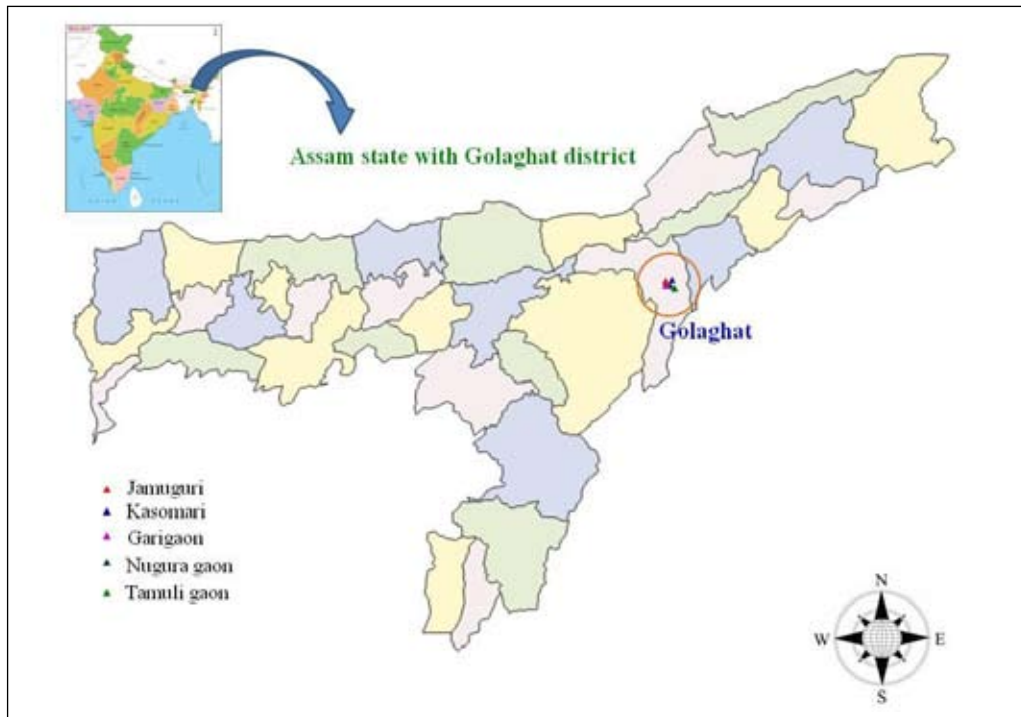 Assam state with Golaghat district
Golaghat
Jamuguri
Kasomari
Garigaon
Nugura gaon
Tamuli gaon
N
W E
S